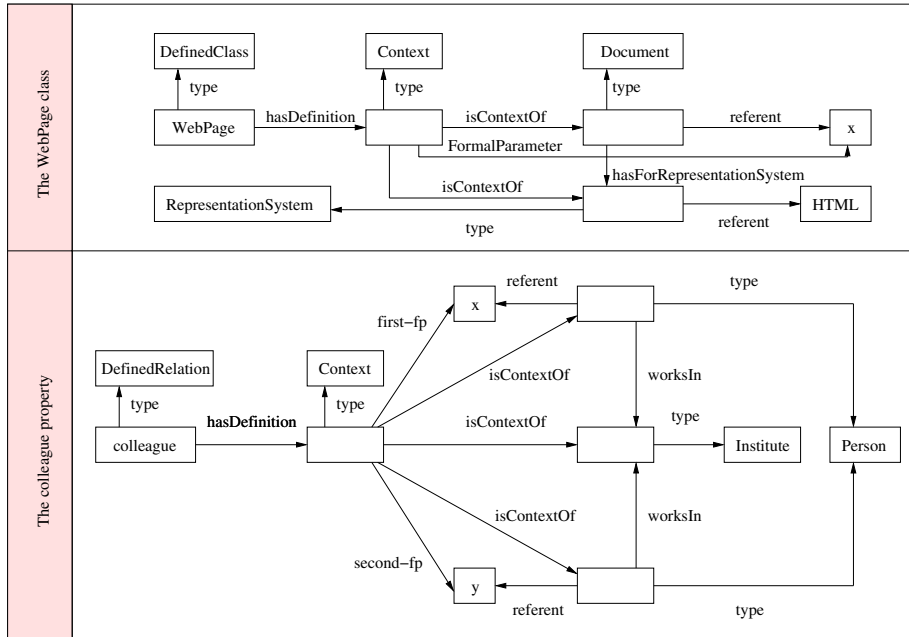 The WebPage class
DefinedClass
Context
Document
type
type
type
WebPage
hasDefinition
isContextOf
referent
x
FormalParameter
hasForRepresentationSystem
isContextOf
RepresentationSystem
HTML
type
referent
The colleague property
referent
type
x
first-fp
DefinedRelation
Context
isContextOf
worksIn
type
type
hasDefinition
isContextOf
type
colleague
Institute
Person
isContextOf
worksIn
second-fp
y
referent
type